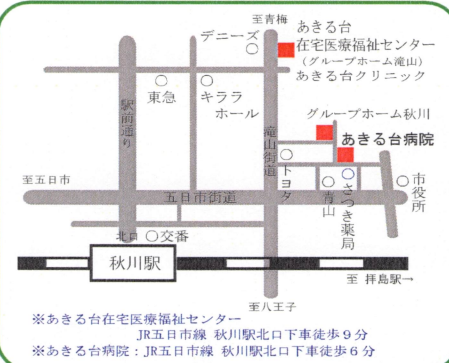 至青梅
デニーズ
あきる台
在宅医療福祉センター
（グループホーム滝山）
あきる台クリニック
駅前通り
東急
キララ
ホール
滝山街道
グループホーム秋川
あきる台病院
トヨタ
青山
さつき薬局
市役所
至五日市
五日市街道
北口
交番
秋川駅
至 拝島駅→
至八王子
※あきる台在宅医療福祉センター
JR五日市線 秋川駅北口下車徒歩９分
※あきる台病院：JR五日市線 秋川駅北口下車徒歩６分